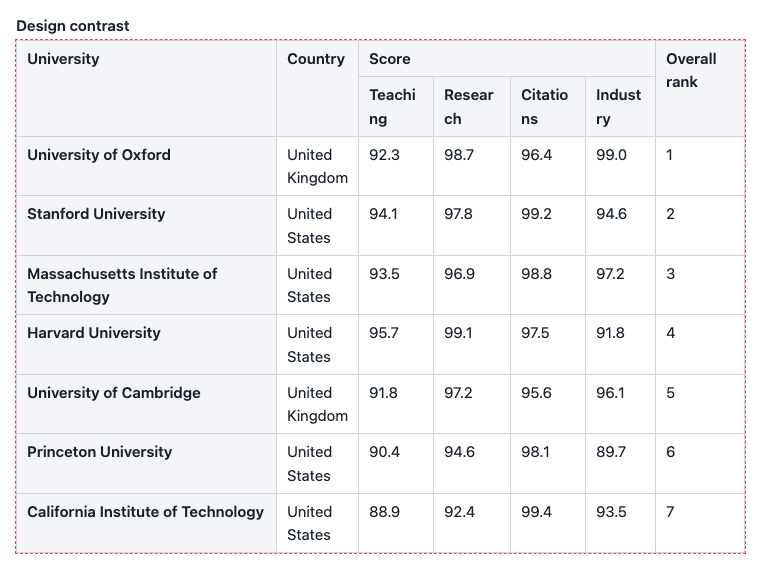 Design contrast
University Country Score Overall
rank
Teachi Resear Citatio Indust
ng ch ns ry
University of Oxford United 92.3 98.7 96.4 99.0 1
Kingdom
Stanford University United 94.1 97.8 99.2 94.6 2
States
Massachusetts Institute of United 93.5 96.9 98.8 97.2 3
Technology States
Harvard University United 95.7 99.1 97.5 91.8 4
States
University of Cambridge United 91.8 97.2 95.6 96.1 5
Kingdom
Princeton University United 90.4 94.6 98.1 89.7 6
States
California Institute of Technology United 88.9 92.4 99.4 93.5 7
States